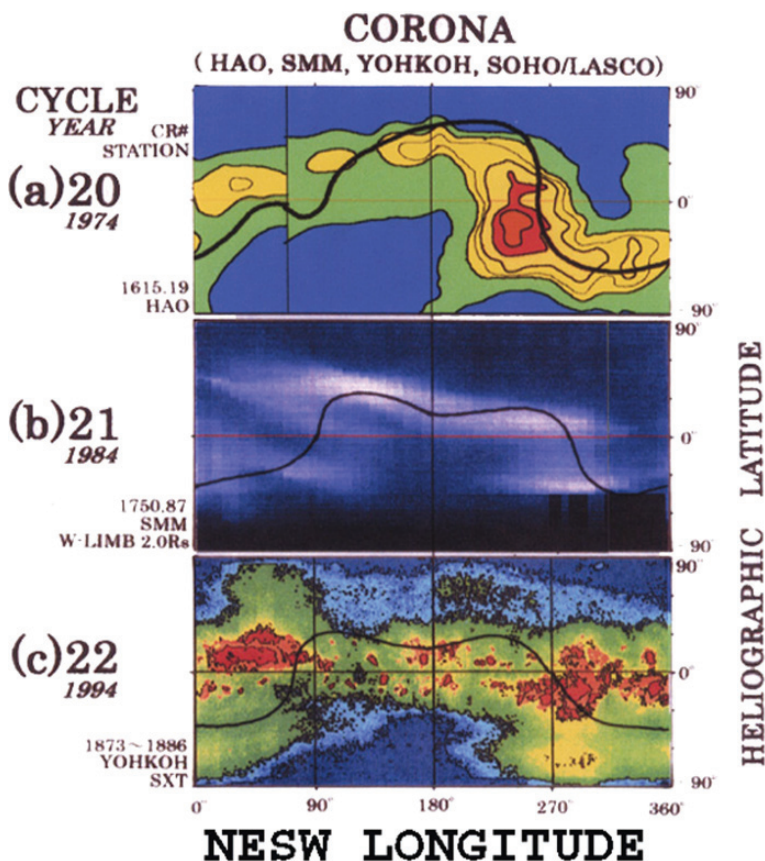 CORONA
( HAO, SMM, YOHKOH, SOHO/LASCO)
CYCLE
YEAR
CR#
STATION
90°
(a)20
1974
0°
1615.19
HAO
90°
90°
(b)21
1984
0°
1750.87
SMM
W-LIMB 2.0Rs
90°
90°
(c)22
1994
0°
1873~1886
YOHKOH
SXT
90°
HELIOGRAPHIC LATITUDE
0° 90° 180° 270° 360°
NESW LONGITUDE